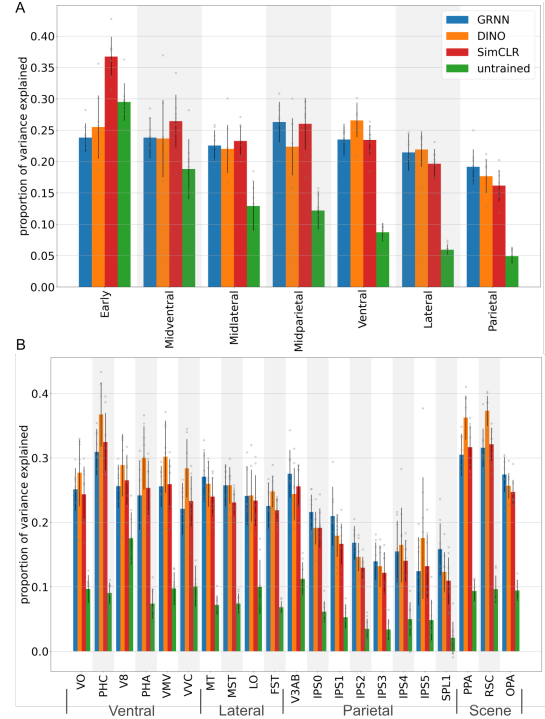 A
GRNN
DINO
SimCLR
untrained
proportion of variance explained
0.40
0.35
0.30
0.25
0.20
0.15
0.10
0.05
0.00
Early
Midventral
Midlateral
Midparietal
Ventral
Lateral
Parietal
B
proportion of variance explained
0.4
0.3
0.2
0.1
0.0
VO
PHC
V8
PHA
VMV
VVC
MT
MST
LO
FST
V3AB
IPS0
IPS1
IPS2
IPS3
IPS4
IPS5
SPL1
PPA
RSC
OPA
Ventral
Lateral
Parietal
Scene